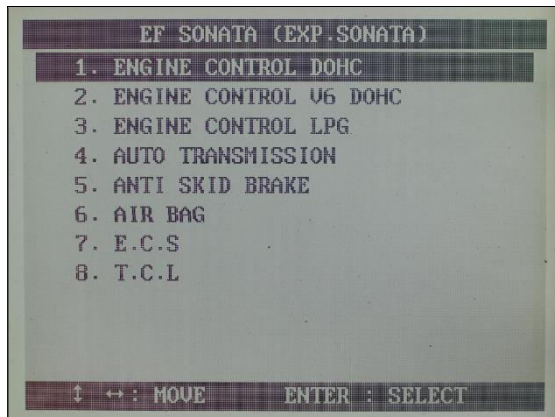 EF SONATA (EXP.SONATA)
1. ENGINE CONTROL DOHC
2. ENGINE CONTROL V6 DOHC
3. ENGINE CONTROL LPG
4. AUTO TRANSMISSION
5. ANTI SKID BRAKE
6. AIR BAG
7. E.C.S
8. T.C.L
↕ ↔: MOVE ENTER : SELECT